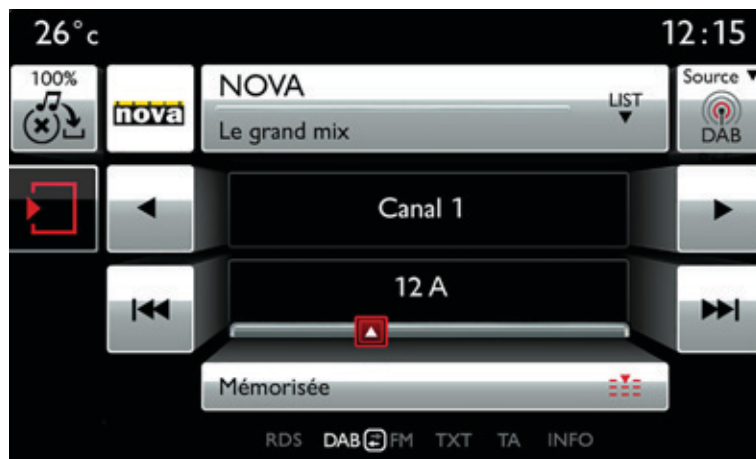 26°c
12:15
100%
nova
NOVA
Le grand mix
LIST
Source
DAB
Canal 1
12 A
Mémorisée
RDS DAB FM TXT TA INFO